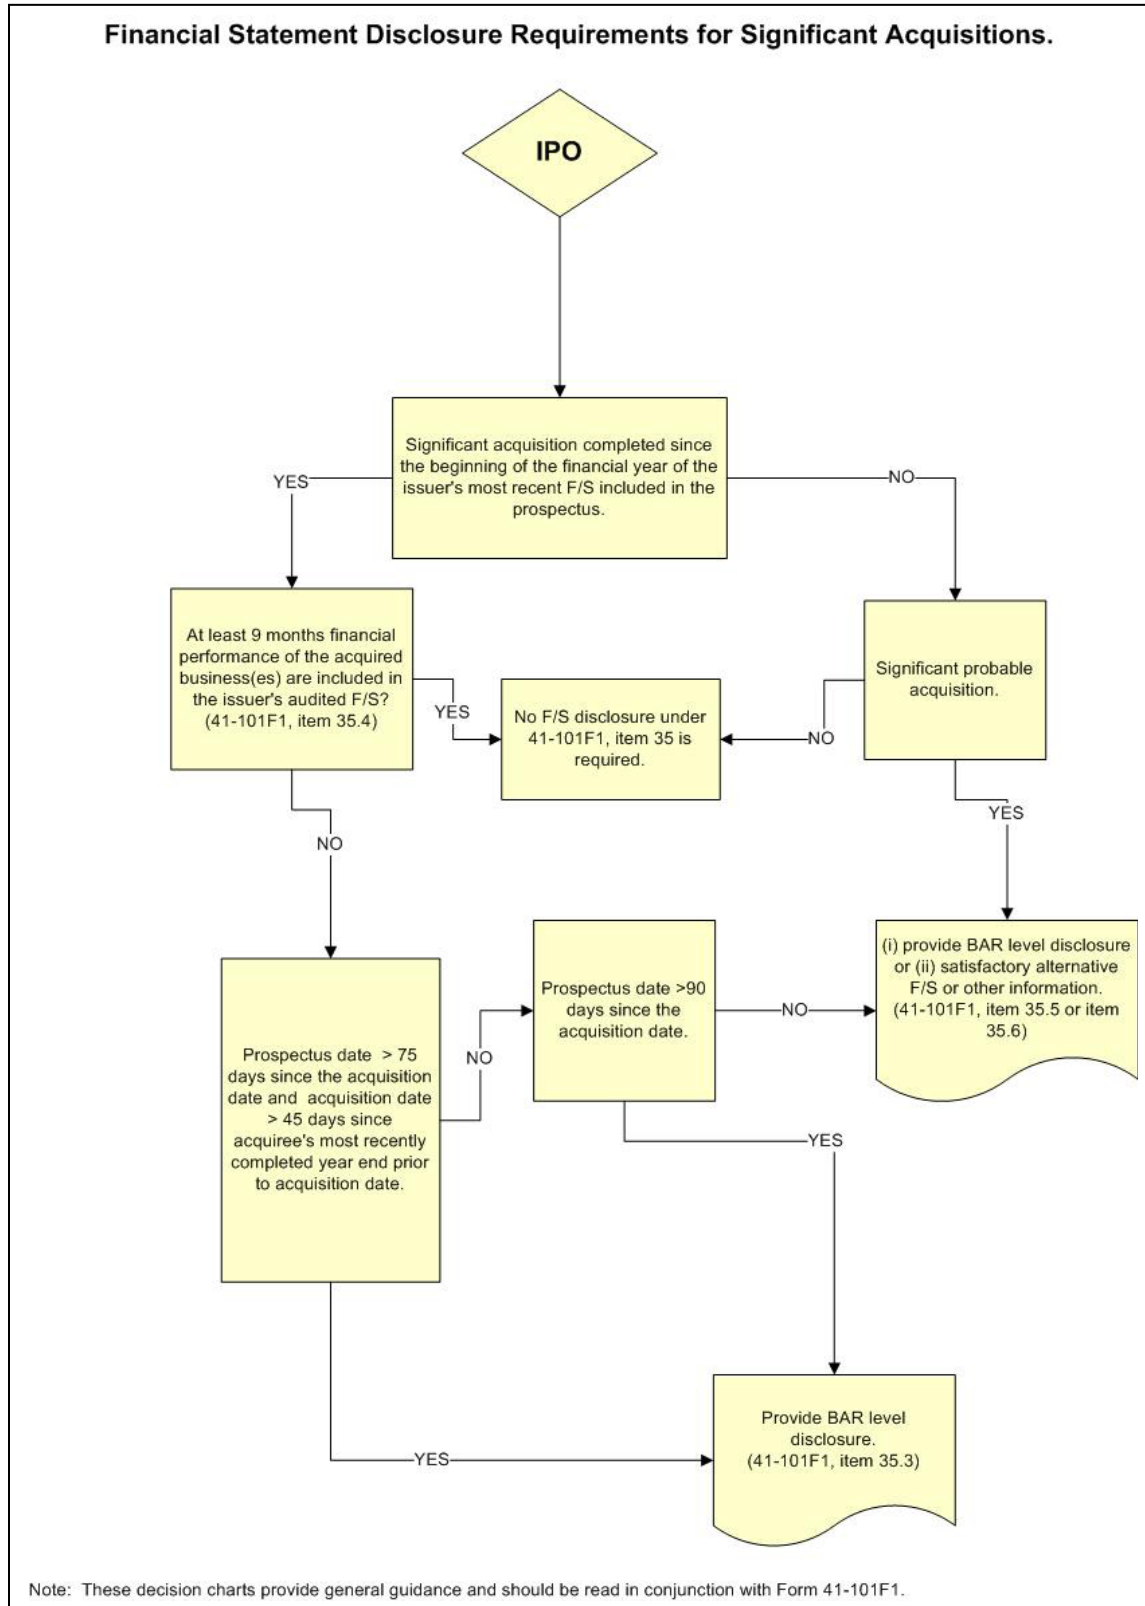 Financial Statement Disclosure Requirements for Significant Acquisitions.
IPO
Significant acquisition completed since
the beginning of the financial year of the
issuer's most recent F/S included in the
prospectus.
YES
NO
At least 9 months financial
performance of the acquired
business(es) are included in
the issuer's audited F/S?
(41-101F1, item 35.4)
YES
No F/S disclosure under
41-101F1, item 35 is
required.
NO
Significant probable
acquisition.
YES
NO
Prospectus date > 75
days since the acquisition
date and acquisition date
> 45 days since
acquiree's most recently
completed year end prior
to acquisition date.
NO
Prospectus date >90
days since the
acquisition date.
NO
(i) provide BAR level disclosure
or (ii) satisfactory alternative
F/S or other information.
(41-101F1, item 35.5 or item
35.6)
YES
YES
Provide BAR level
disclosure.
(41-101F1, item 35.3)
Note: These decision charts provide general guidance and should be read in conjunction with Form 41-101F1.